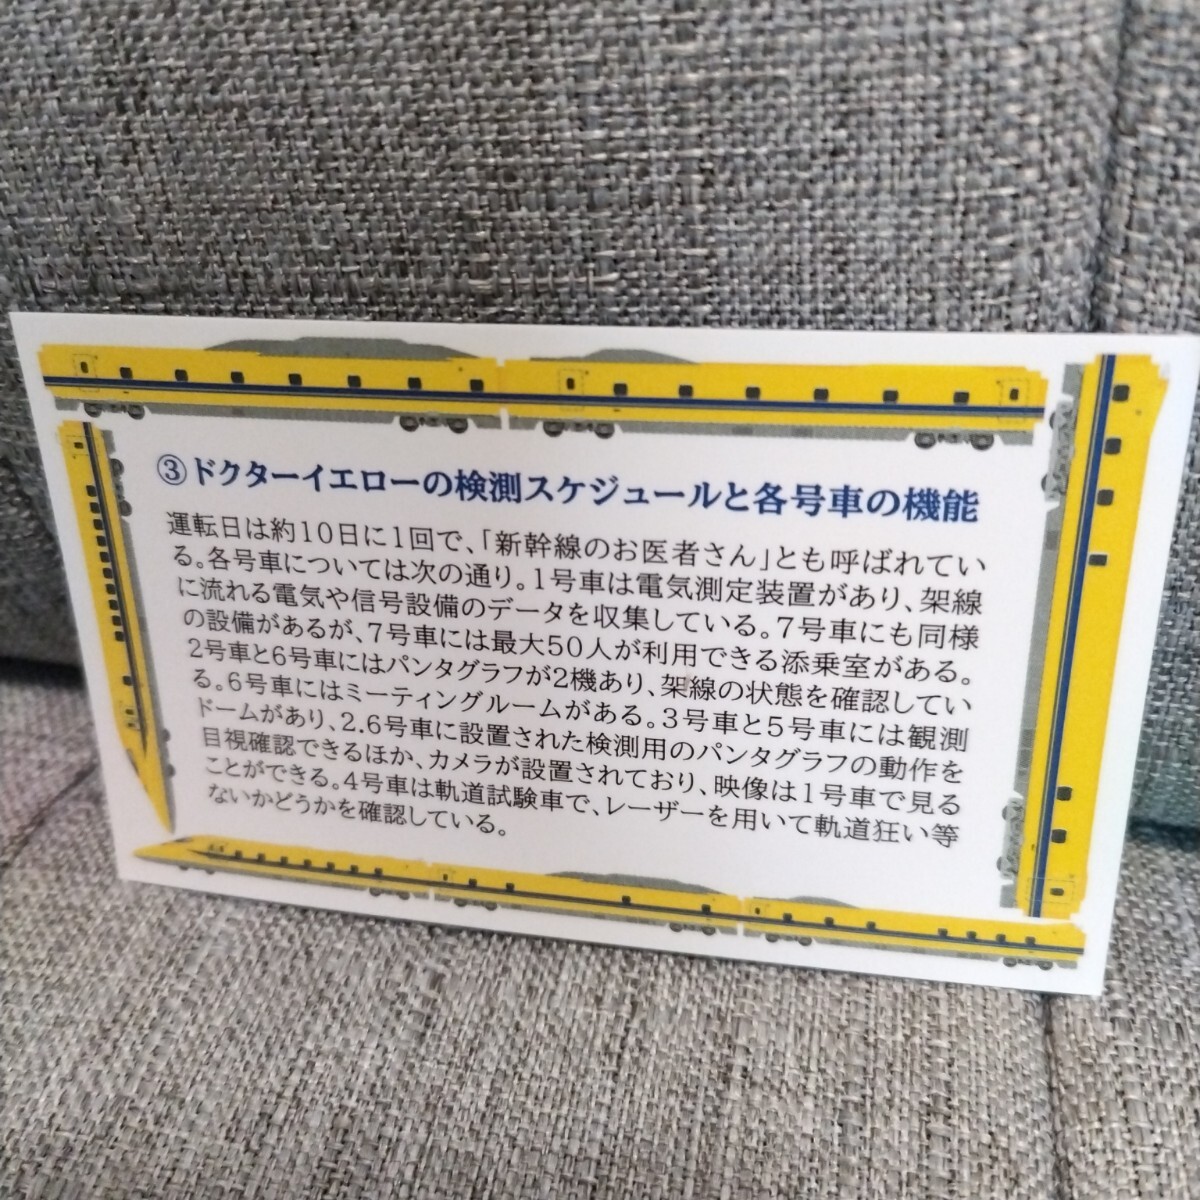 ③ドクターイエローの検測スケジュールと各号車の機能
運転日は約10日に1回で、「新幹線のお医者さん」とも呼ばれてい
る。各号車については次の通り。1号車は電気測定装置があり、架線
に流れる電気や信号設備のデータを収集している。7号車にも同様
の設備があるが、7号車には最大50人が利用できる添乗室がある。
2号車と6号車にはパンタグラフが2機あり、架線の状態を確認してい
る。6号車にはミーティングルームがある。3号車と5号車には観測
ドームがあり、2.6号車に設置された検測用のパンタグラフの動作を
目視確認できるほか、カメラが設置されており、映像は1号車で見る
ことができる。4号車は軌道試験車で、レーザーを用いて軌道狂い等
ないかどうかを確認している。